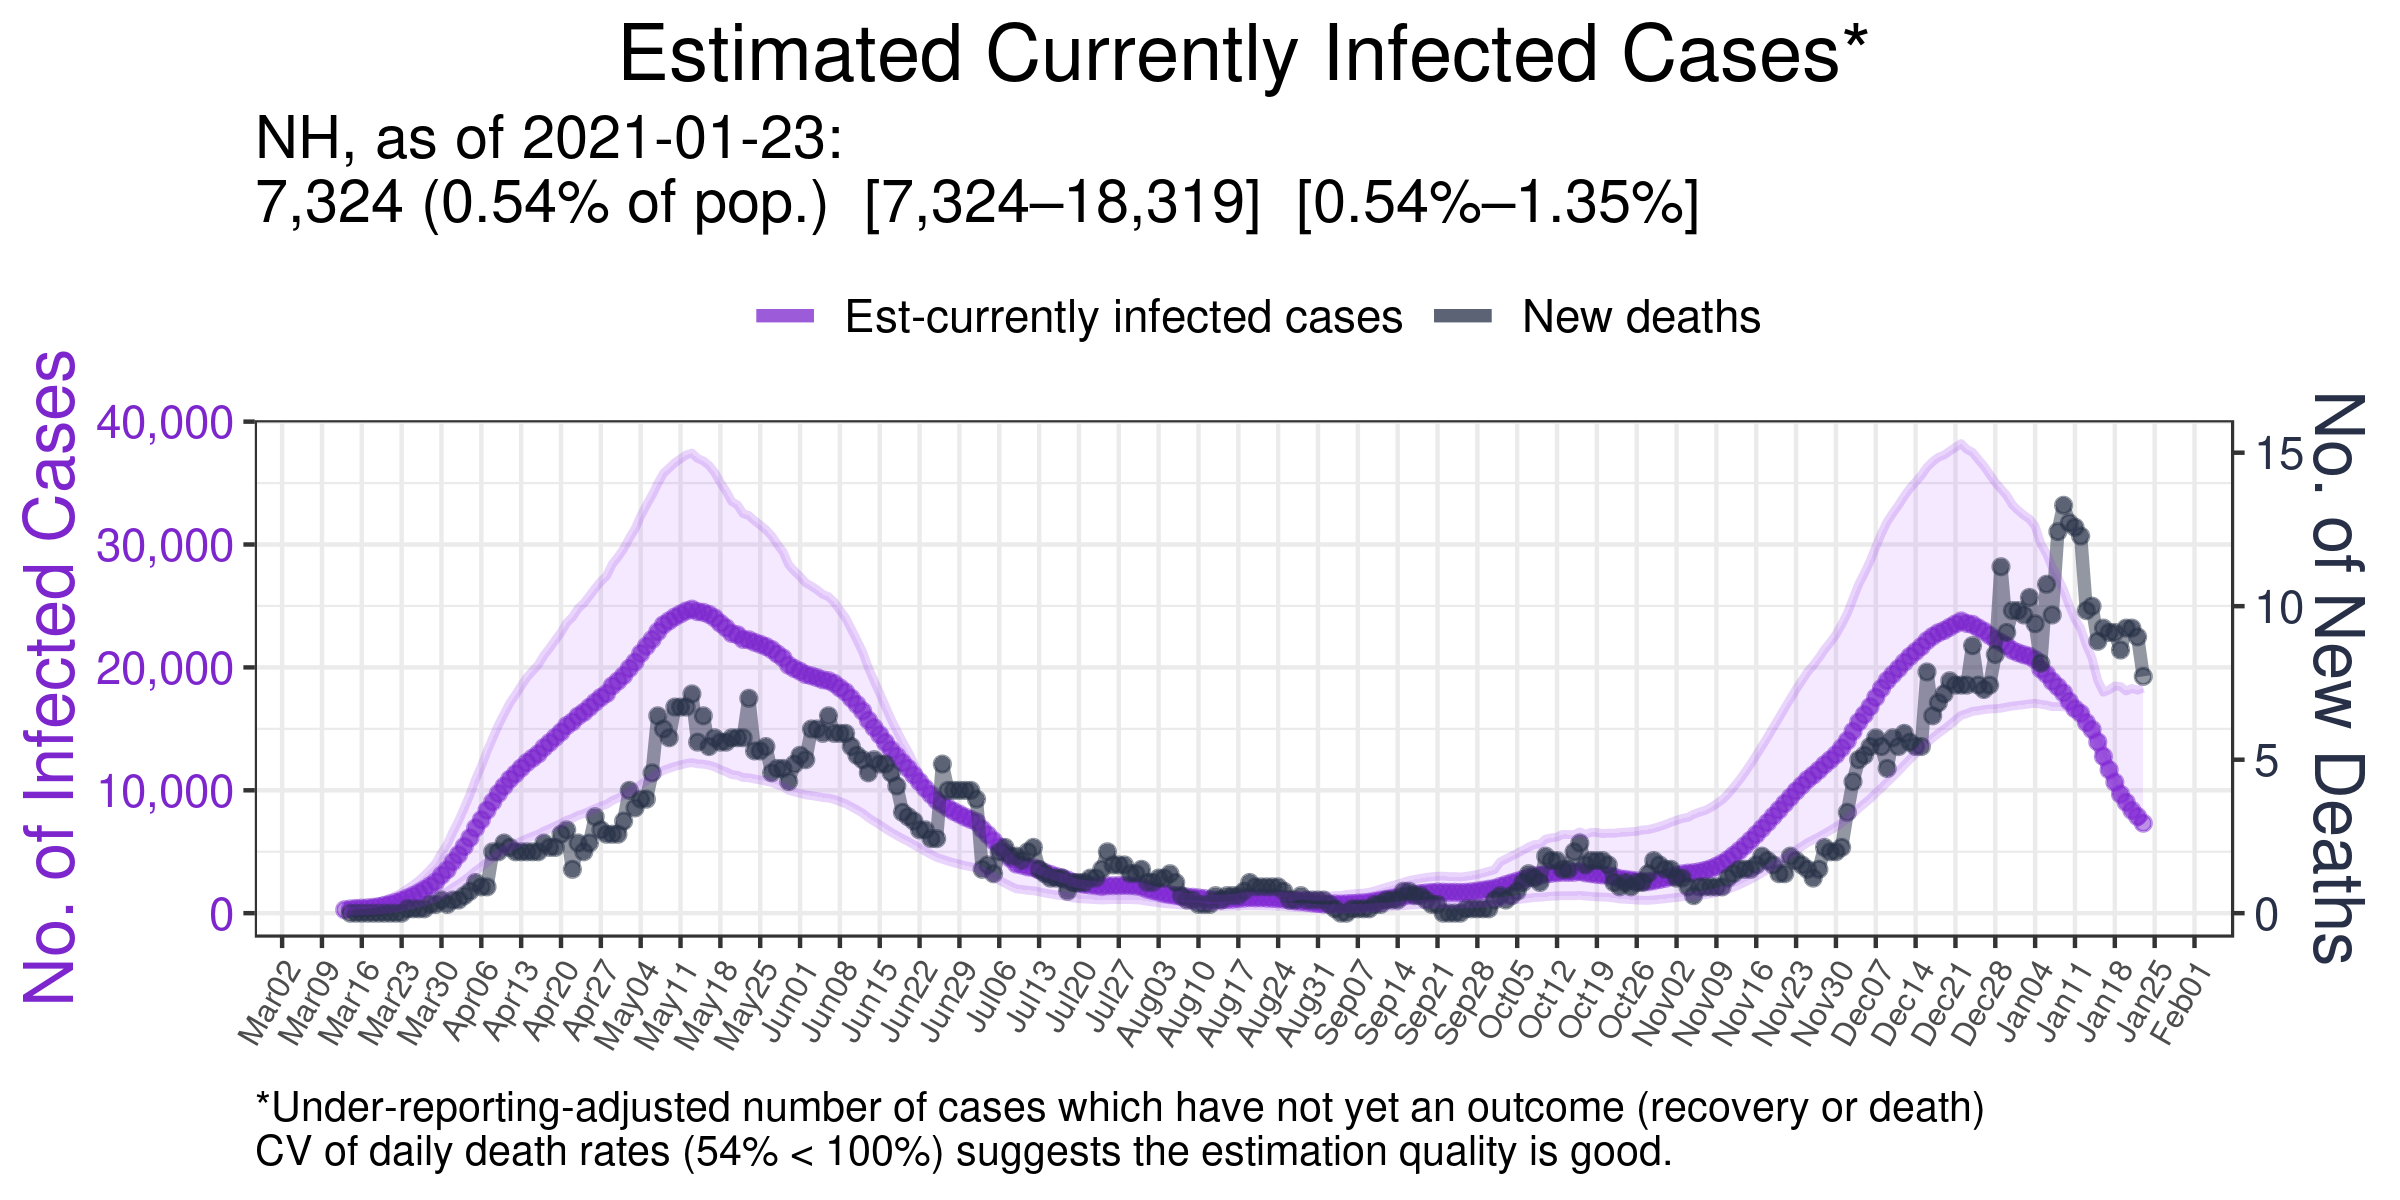 Estimated Currently Infected Cases*
NH, as of 2021-01-23:
7,324 (0.54% of pop.) [7,324–18,319] [0.54%–1.35%]
Est-currently infected cases
New deaths
No. of Infected Cases
40,000
30,000
20,000
10,000
0
No. of New Deaths
15
10
5
0
Mar02
Mar09
Mar16
Mar23
Mar30
Apr06
Apr13
Apr20
Apr27
May04
May11
May18
May25
Jun01
Jun08
Jun15
Jun22
Jun29
Jul06
Jul13
Jul20
Jul27
Aug03
Aug10
Aug17
Aug24
Aug31
Sep07
Sep14
Sep21
Sep28
Oct05
Oct12
Oct19
Oct26
Nov02
Nov09
Nov16
Nov23
Nov30
Dec07
Dec14
Dec21
Dec28
Jan04
Jan11
Jan18
Jan25
Feb01
*Under-reporting-adjusted number of cases which have not yet an outcome (recovery or death)
CV of daily death rates (54% < 100%) suggests the estimation quality is good.